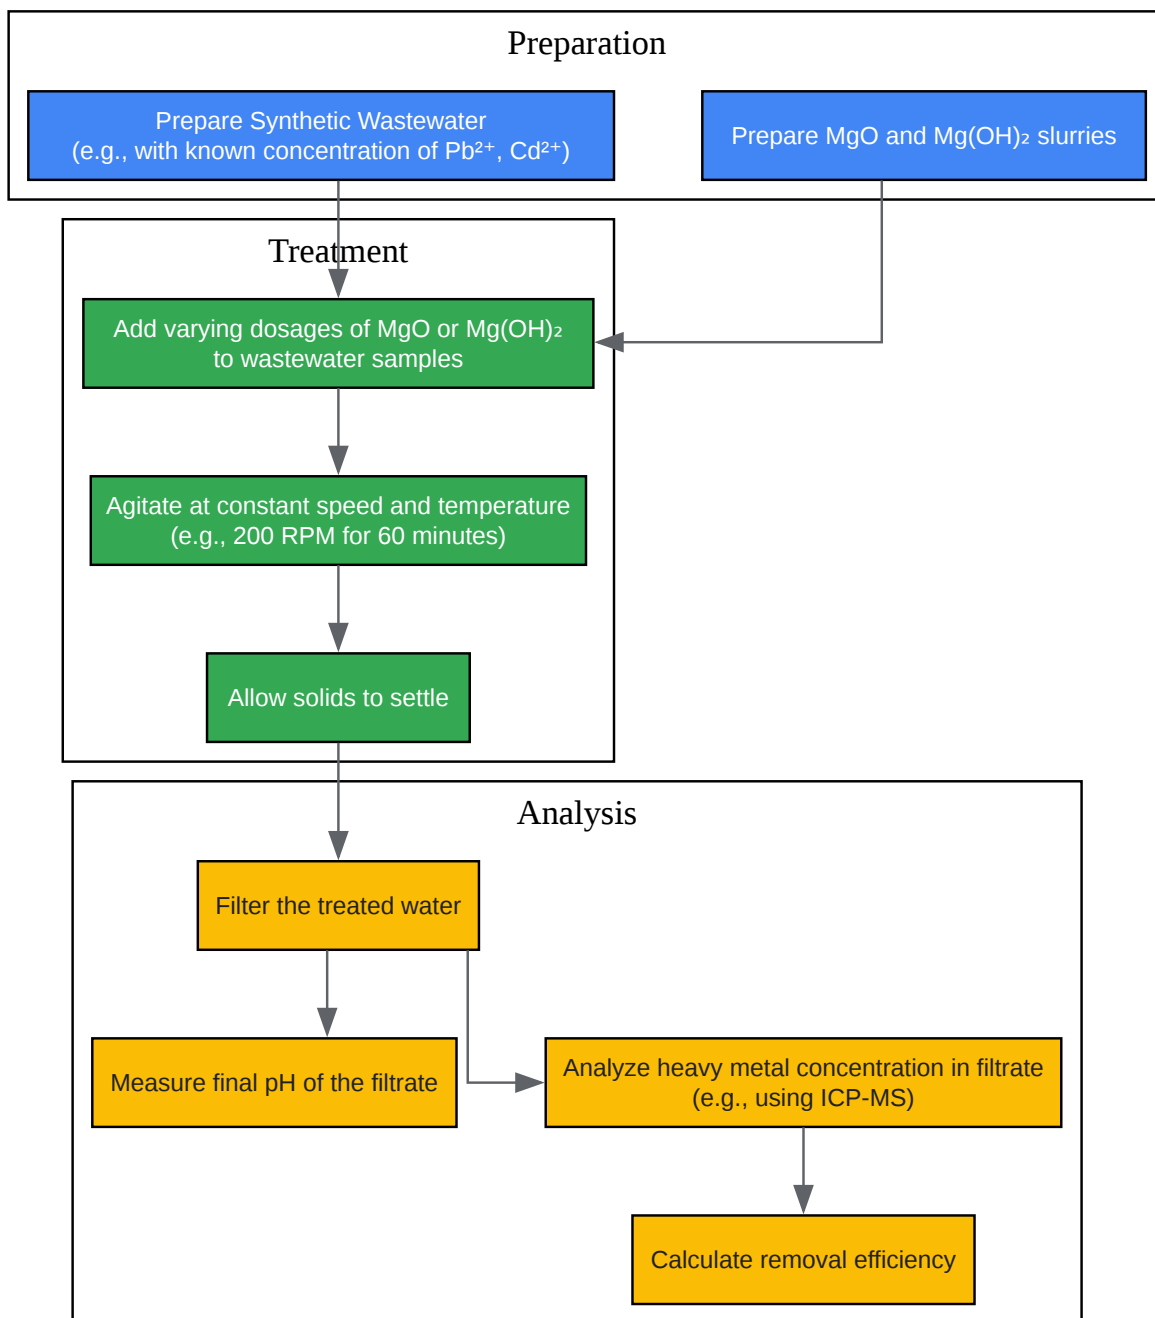 Preparation
Prepare Synthetic Wastewater
(e.g., with known concentration of Pb²⁺, Cd²⁺)
Prepare MgO and Mg(OH)₂ slurries
Treatment
Add varying dosages of MgO or Mg(OH)₂
to wastewater samples
Agitate at constant speed and temperature
(e.g., 200 RPM for 60 minutes)
Allow solids to settle
Analysis
Filter the treated water
Measure final pH of the filtrate
Analyze heavy metal concentration in filtrate
(e.g., using ICP-MS)
Calculate removal efficiency